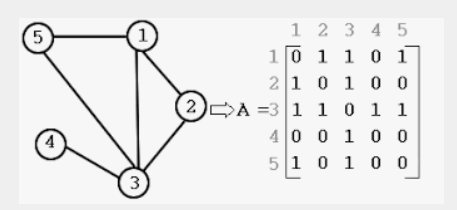 5 1
1 2 3 4 5
1 0 1 1 0 1
2 1 0 1 0 0
2 ⇨A =3 1 1 0 1 1
4 4 0 0 1 0 0
5 1 0 1 0 0
3